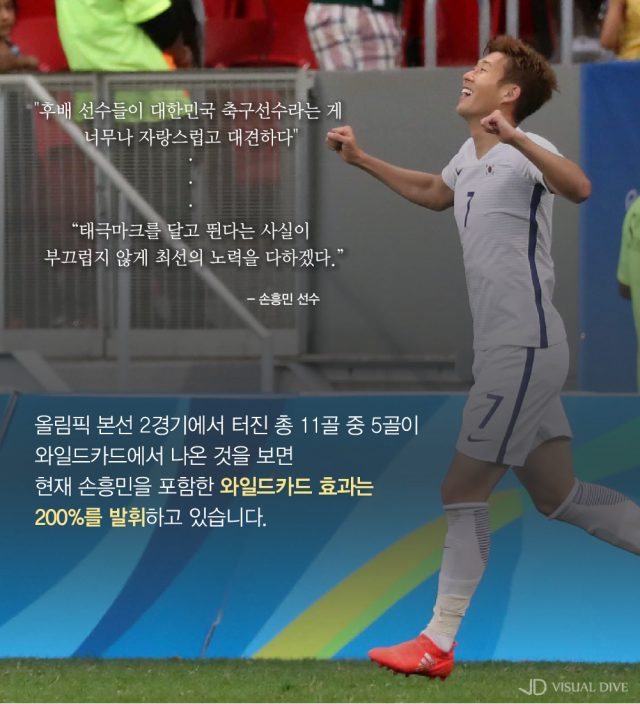 "후배 선수들이 대한민국 축구선수라는 게
너무나 자랑스럽고 대견하다"
“태극마크를 달고 뛴다는 사실이
부끄럽지 않게 최선의 노력을 다하겠다.”
– 손흥민 선수
7
7
올림픽 본선 2경기에서 터진 총 11골 중 5골이
와일드카드에서 나온 것을 보면
현재 손흥민을 포함한 와일드카드 효과는
200%를 발휘하고 있습니다.
JD VISUAL DIVE